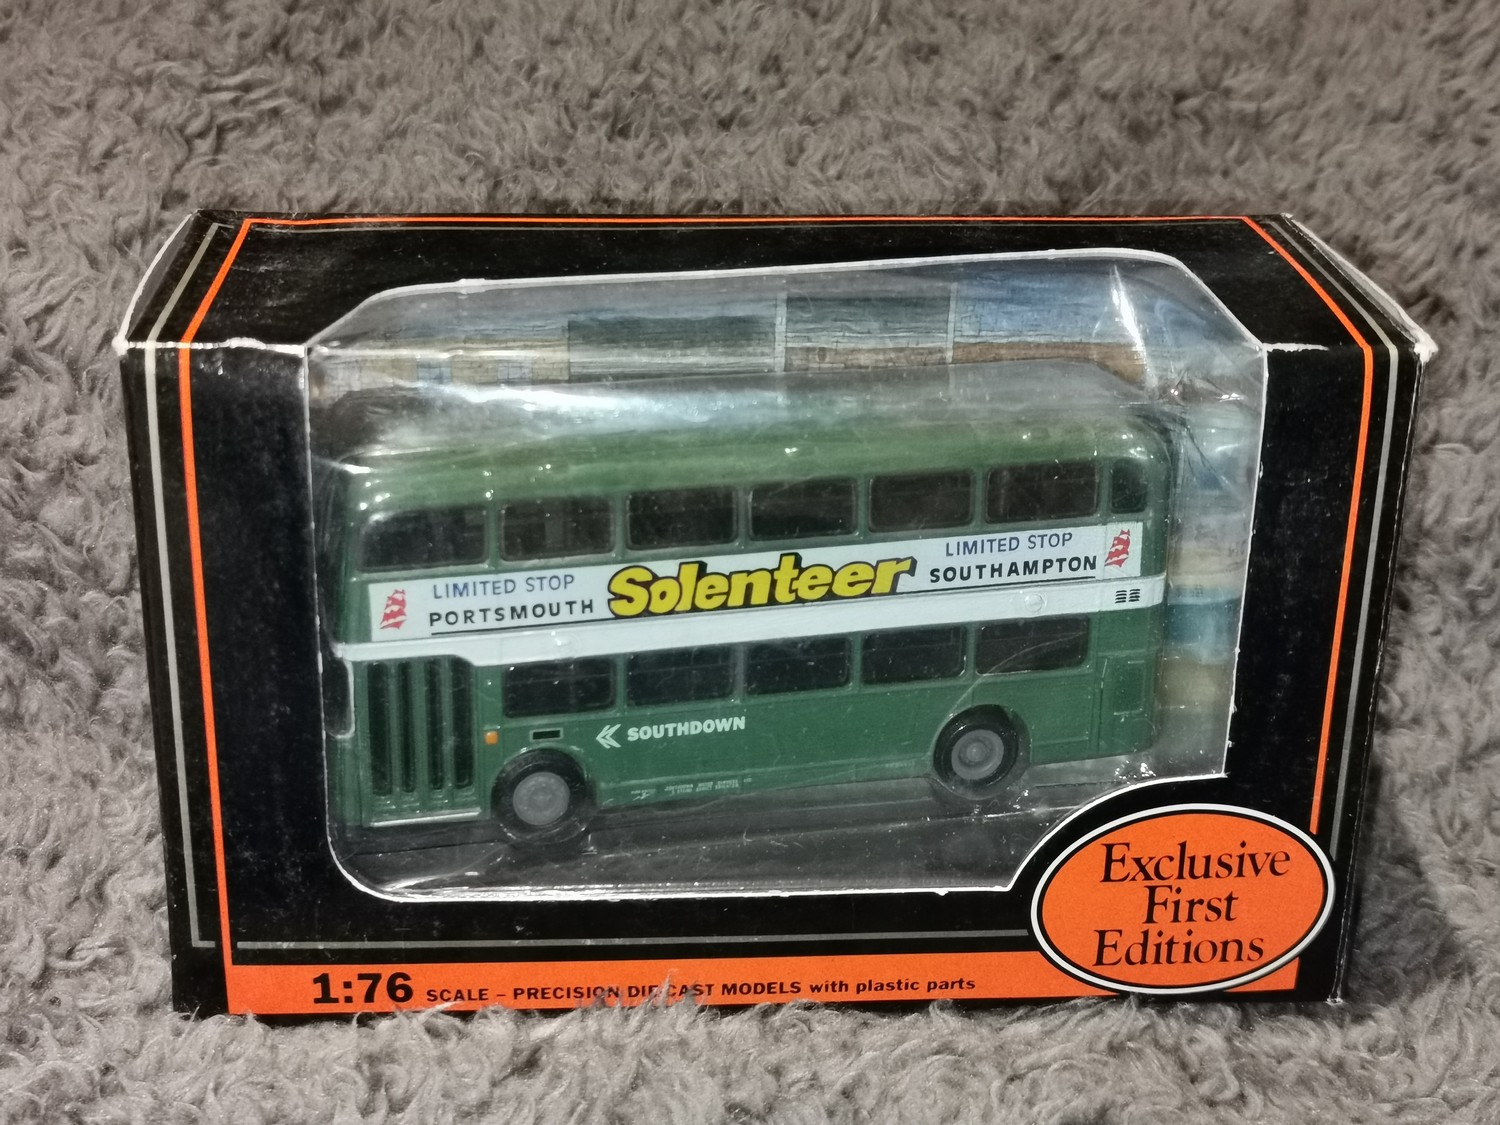 LIMITED STOP
PORTSMOUTH
Solenteer
LIMITED STOP
SOUTHAMPTON
SOUTHDOWN
Exclusive
First
Editions
1:76 SCALE – PRECISION DIE CAST MODELS with plastic parts